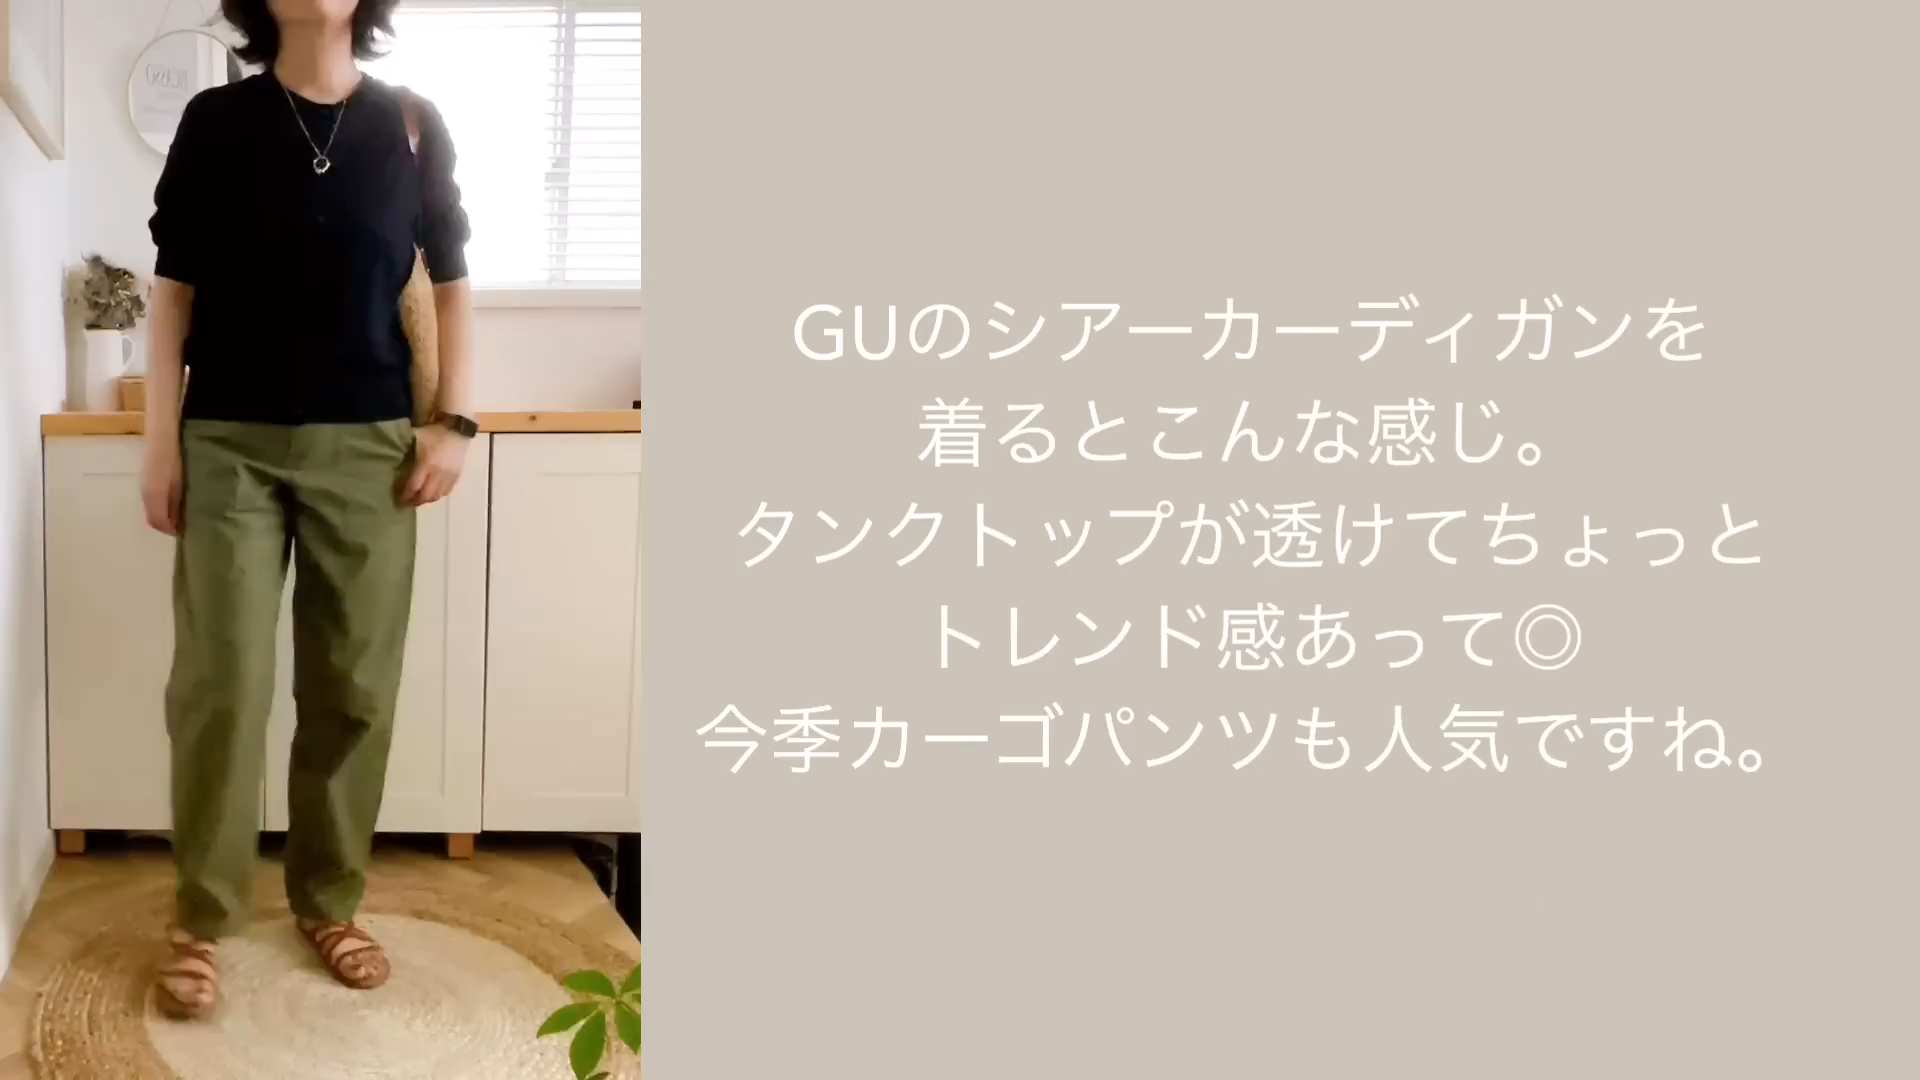 GUのシアーカーディガンを
着るとこんな感じ。
タンクトップが透けてちょっと
トレンド感あって◎
今季カーゴパンツも人気ですね。